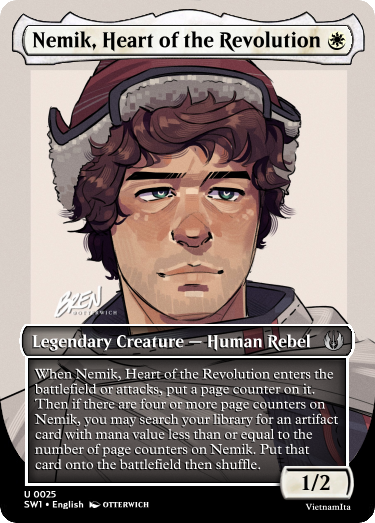 Nemik, Heart of the Revolution
BZEN
OTTERWICH
Legendary Creature — Human Rebel
When Nemik, Heart of the Revolution enters the
battlefield or attacks, put a page counter on it.
Then if there are four or more page counters on
Nemik, you may search your library for an artifact
card with mana value less than or equal to the
number of page counters on Nemik. Put that
card onto the battlefield then shuffle.
1/2
U 0025
SW1 • English OTTERWICH
VietnamIta